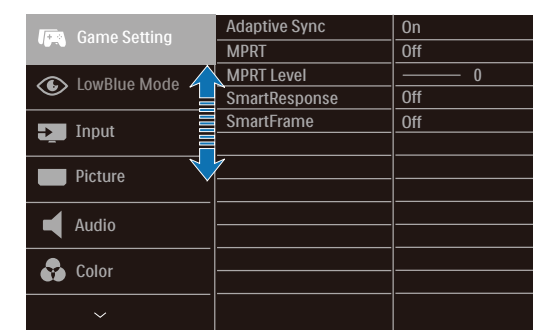 Game Setting
LowBlue Mode
Input
Picture
Audio
Color
Adaptive Sync On
MPRT Off
MPRT Level 0
SmartResponse Off
SmartFrame Off